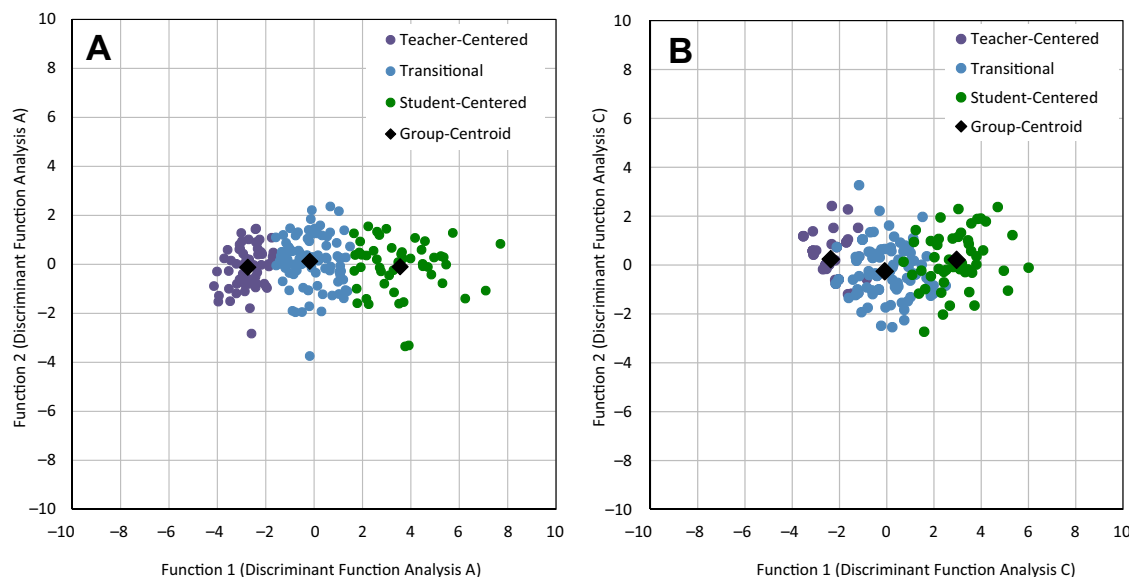 A
Teacher-Centered
Transitional
Student-Centered
Group-Centroid
Function 2 (Discriminant Function Analysis A)
10
8
6
4
2
0
−2
−4
−6
−8
−10
−10 −8 −6 −4 −2 0 2 4 6 8 10
Function 1 (Discriminant Function Analysis A)
B
Teacher-Centered
Transitional
Student-Centered
Group-Centroid
Function 2 (Discriminant Function Analysis C)
10
8
6
4
2
0
−2
−4
−6
−8
−10
−10 −8 −6 −4 −2 0 2 4 6 8 10
Function 1 (Discriminant Function Analysis C)